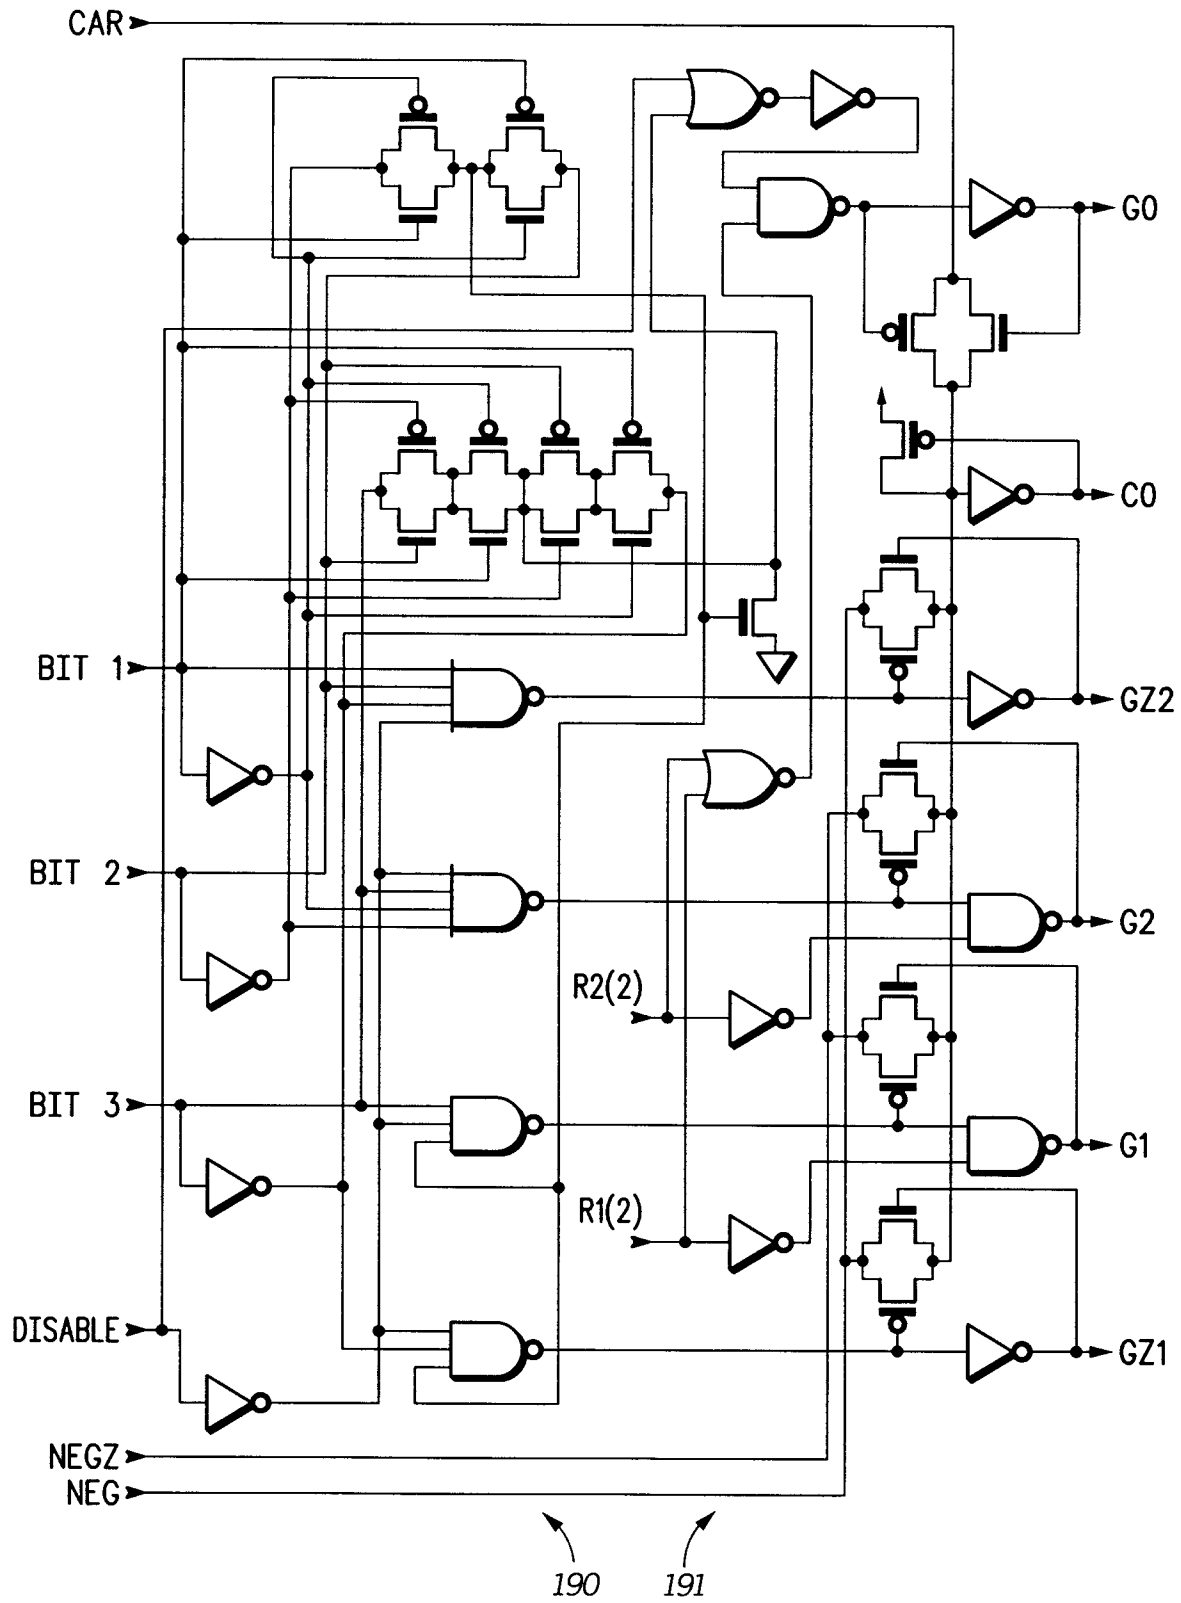 CAR
G0
C0
BIT 1
GZ2
BIT 2
G2
R2(2)
BIT 3
G1
R1(2)
DISABLE
GZ1
NEGZ
NEG
190 191